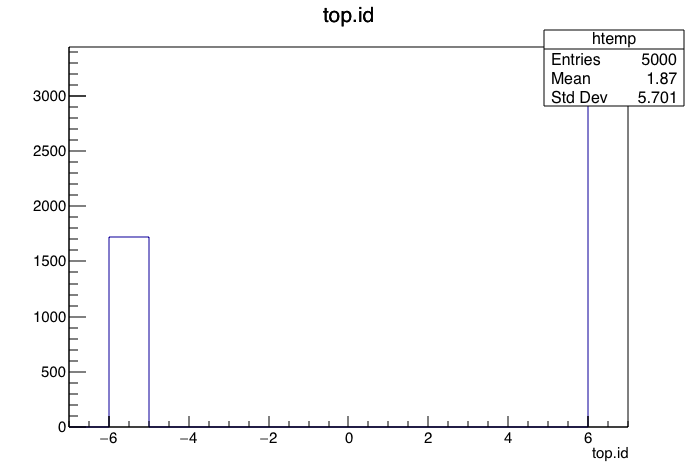 top.id
htemp
Entries 5000
Mean 1.87
Std Dev 5.701
3000
2500
2000
1500
1000
500
0
−6 −4 −2 0 2 4 6
top.id